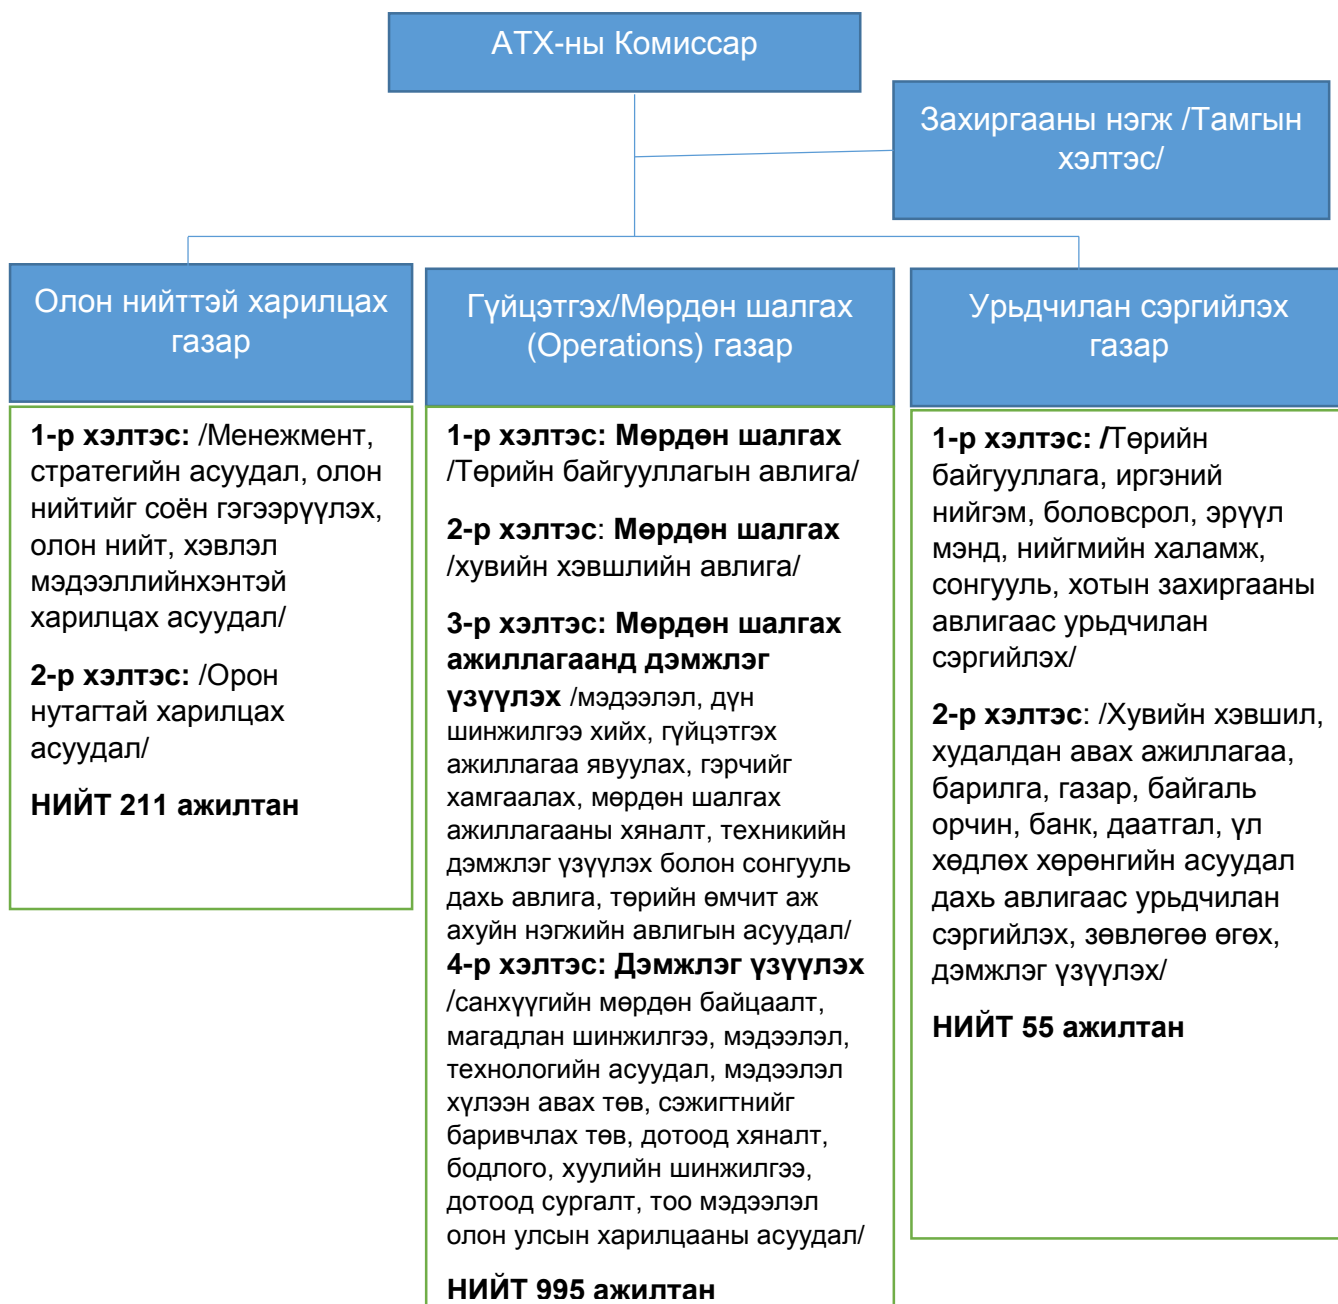 АТХ-ны Комиссар
Захиргааны нэгж /Тамгын
хэлтэс/
Олон нийттэй харилцах
газар
1-р хэлтэс: /Менежмент,
стратегийн асуудал, олон
нийтийг соён гэгээрүүлэх,
олон нийт, хэвлэл
мэдээллийнхэнтэй
харилцах асуудал/
2-р хэлтэс: /Орон
нутагтай харилцах
асуудал/
НИЙТ 211 ажилтан
Гүйцэтгэх/Мөрдөн шалгах
(Operations) газар
1-р хэлтэс: Мөрдөн шалгах
/Төрийн байгууллагын авлига/
2-р хэлтэс: Мөрдөн шалгах
/хувийн хэвшлийн авлига/
3-р хэлтэс: Мөрдөн шалгах
ажиллагаанд дэмжлэг
үзүүлэх /мэдээлэл, дүн
шинжилгээ хийх, гүйцэтгэх
ажиллагаа явуулах, гэрчийг
хамгаалах, мөрдөн шалгах
ажиллагааны хяналт, техникийн
дэмжлэг үзүүлэх болон сонгууль
дахь авлига, төрийн өмчит аж
ахуйн нэгжийн авлигын асуудал/
4-р хэлтэс: Дэмжлэг үзүүлэх
/санхүүгийн мөрдөн байцаалт,
магадлан шинжилгээ, мэдээлэл,
технологийн асуудал, мэдээлэл
хүлээн авах төв, сэжигтнийг
баривчлах төв, дотоод хяналт,
бодлого, хуулийн шинжилгээ,
дотоод сургалт, тоо мэдээлэл
олон улсын харилцааны асуудал/
НИЙТ 995 ажилтан
Урьдчилан сэргийлэх
газар
1-р хэлтэс: /Төрийн
байгууллага, иргэний
нийгэм, боловсрол, эрүүл
мэнд, нийгмийн халамж,
сонгууль, хотын захиргааны
авлигаас урьдчилан
сэргийлэх/
2-р хэлтэс: /Хувийн хэвшил,
худалдан авах ажиллагаа,
барилга, газар, байгаль
орчин, банк, даатгал, үл
хөдлөх хөрөнгийн асуудал
дахь авлигаас урьдчилан
сэргийлэх, зөвлөгөө өгөх,
дэмжлэг үзүүлэх/
НИЙТ 55 ажилтан